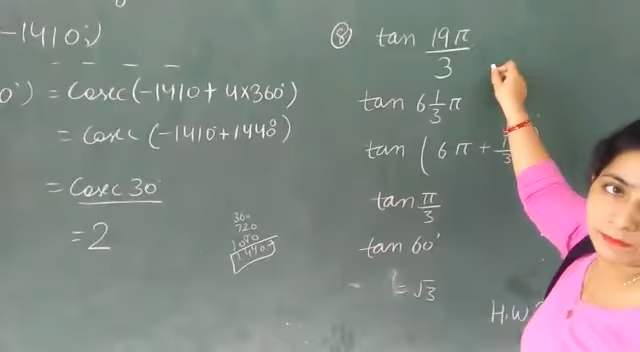 -1410°)
0°) = Cosec(-1410 + 4×360°)
= Cosec (-1410 + 1440°)
= Cosec 30°
= 2
360
720
1080
1440
⑧ tan 19π/3
tan 6 1/3 π
tan (6π + 1/3
tan π/3
tan 60°
= √3
H.W